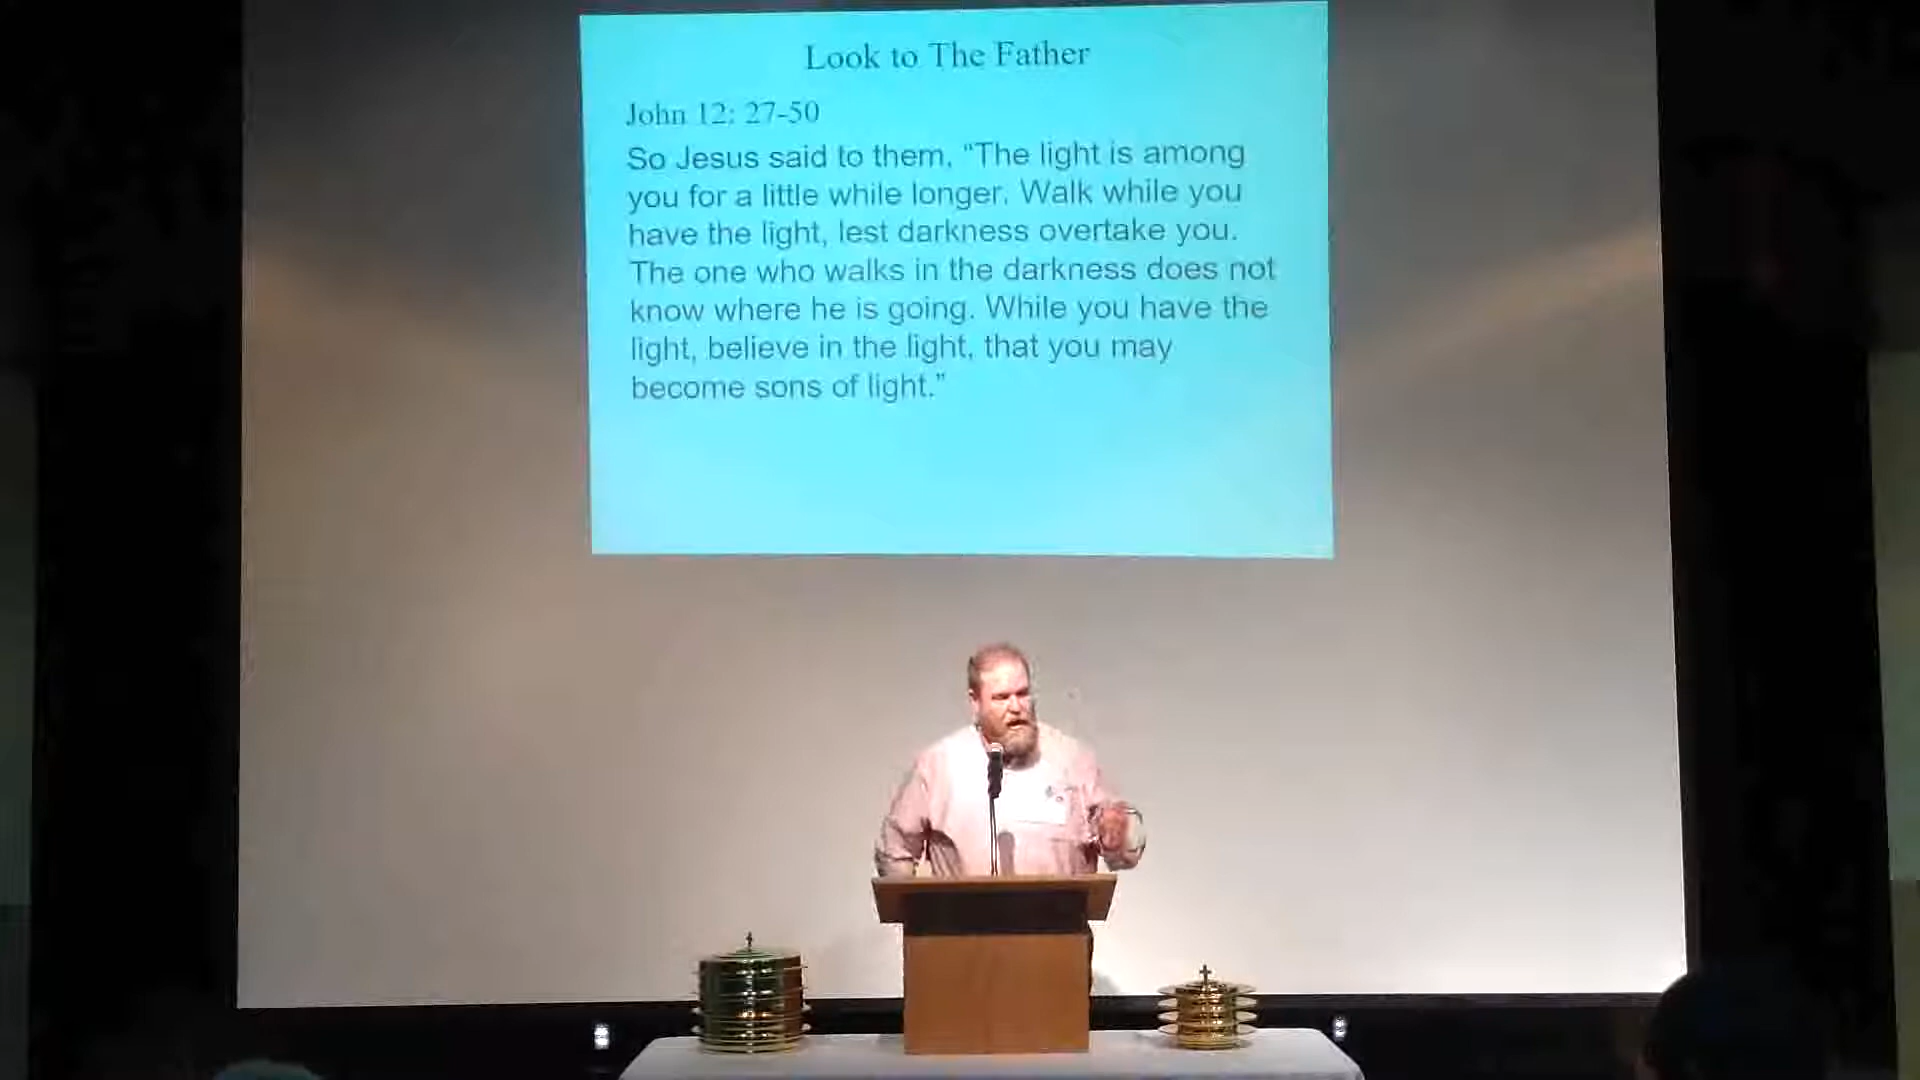 Look to The Father
John 12: 27-50
So Jesus said to them, “The light is among
you for a little while longer. Walk while you
have the light, lest darkness overtake you.
The one who walks in the darkness does not
know where he is going. While you have the
light, believe in the light, that you may
become sons of light.”